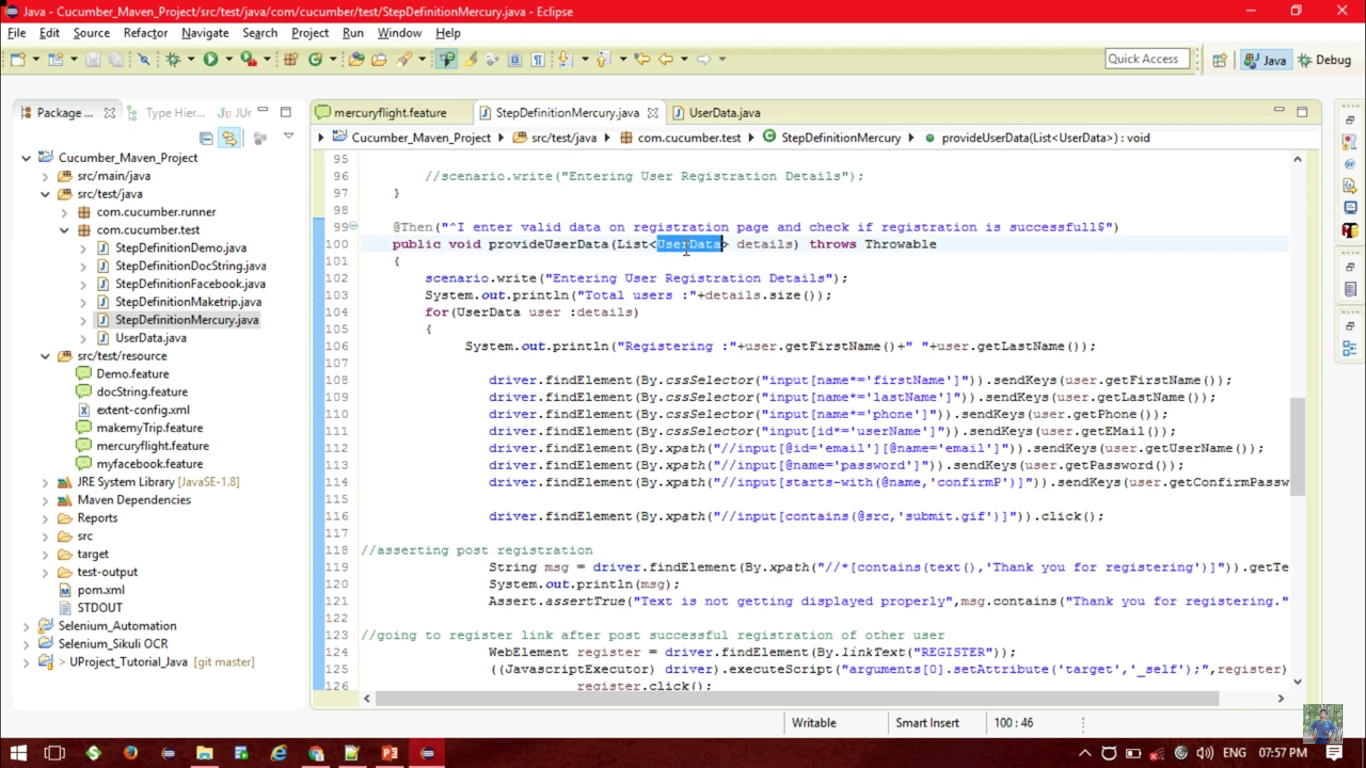 Java - Cucumber_Maven_Project/src/test/java/com/cucumber/test/StepDefinitionMercury.java - Eclipse
File Edit Source Refactor Navigate Search Project Run Window Help
Quick Access Java Debug
Package ... Type Hier... JUr
mercuryflight.feature StepDefinitionMercury.java UserData.java
Cucumber_Maven_Project src/test/java com.cucumber.test StepDefinitionMercury provideUserData(List<UserData>) : void
Cucumber_Maven_Project
src/main/java
src/test/java
com.cucumber.runner
com.cucumber.test
StepDefinitionDemo.java
StepDefinitionDocString.java
StepDefinitionFacebook.java
StepDefinitionMaketrip.java
StepDefinitionMercury.java
UserData.java
src/test/resource
Demo.feature
docString.feature
extent-config.xml
makemyTrip.feature
mercuryflight.feature
myfacebook.feature
JRE System Library [JavaSE-1.8]
Maven Dependencies
Reports
src
target
test-output
pom.xml
STDOUT
Selenium_Automation
Selenium_Sikuli OCR
> UProject_Tutorial_Java [git master]
95
96 //scenario.write("Entering User Registration Details");
97 }
98
99 @Then("^I enter valid data on registration page and check if registration is successfull$")
100 public void provideUserData(List<UserData> details) throws Throwable
101 {
102 scenario.write("Entering User Registration Details");
103 System.out.println("Total users :"+details.size());
104 for(UserData user :details)
105 {
106 System.out.println("Registering :"+user.getFirstName()+" "+user.getLastName());
107
108 driver.findElement(By.cssSelector("input[name*='firstName']")).sendKeys(user.getFirstName());
109 driver.findElement(By.cssSelector("input[name*='lastName']")).sendKeys(user.getLastName());
110 driver.findElement(By.cssSelector("input[name*='phone']")).sendKeys(user.getPhone());
111 driver.findElement(By.cssSelector("input[id*='userName']")).sendKeys(user.getEMail());
112 driver.findElement(By.xpath("//input[@id='email'][@name='email']")).sendKeys(user.getUserName());
113 driver.findElement(By.xpath("//input[@name='password']")).sendKeys(user.getPassword());
114 driver.findElement(By.xpath("//input[starts-with(@name,'confirmP')]")).sendKeys(user.getConfirmPassw
115
116 driver.findElement(By.xpath("//input[contains(@src,'submit.gif')]")).click();
117
118 //asserting post registration
119 String msg = driver.findElement(By.xpath("//*[contains(text(),'Thank you for registering')]")).getTe
120 System.out.println(msg);
121 Assert.assertTrue("Text is not getting displayed properly",msg.contains("Thank you for registering."
122
123 //going to register link after post successful registration of other user
124 WebElement register = driver.findElement(By.linkText("REGISTER"));
125 ((JavascriptExecutor) driver).executeScript("arguments[0].setAttribute('target','_self');",register)
126 register.click();
Writable Smart Insert 100 : 46
ENG 07:57 PM